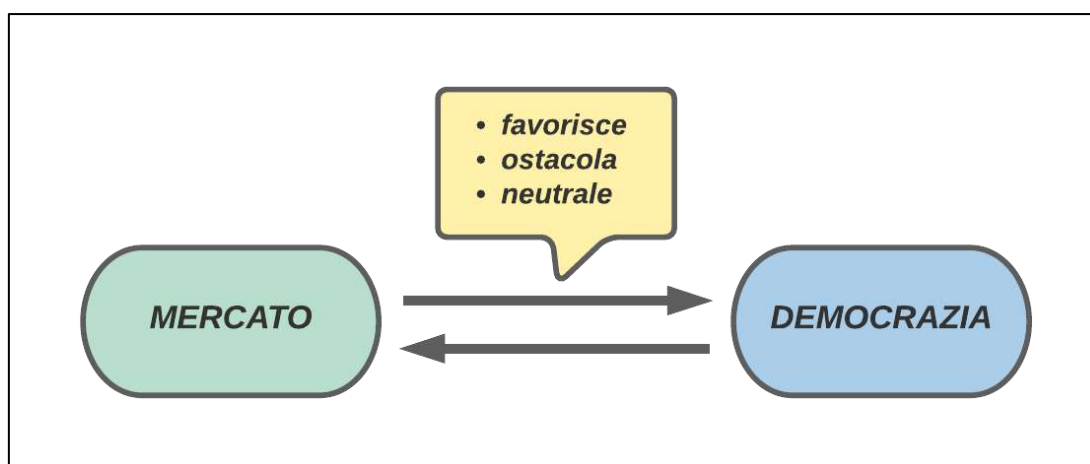 • favorisce
• ostacola
• neutrale
MERCATO
DEMOCRAZIA